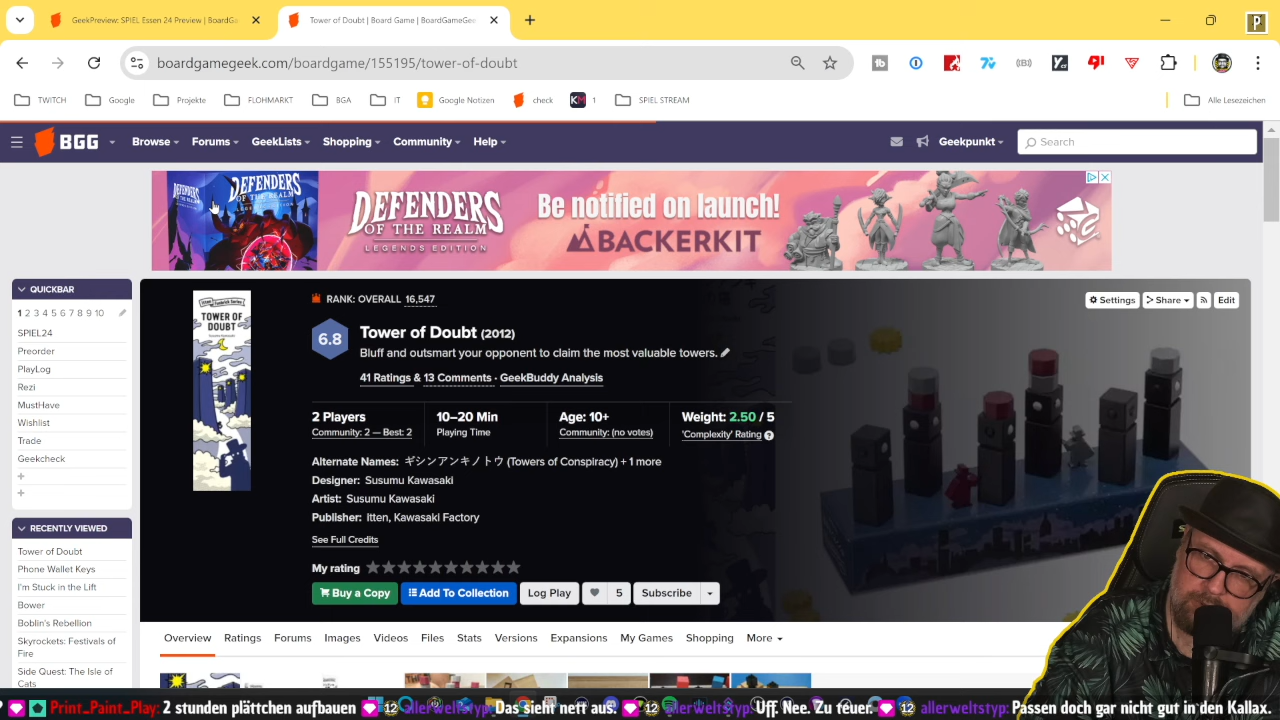 GeekPreview: SPIEL Essen 24 Preview | BoardGa
Tower of Doubt | Board Game | BoardGameGee
boardgamegeek.com/boardgame/155195/tower-of-doubt
TWITCH
Google
Projekte
FLOHMARKT
BGA
IT
Google Notizen
check
1
SPIEL STREAM
Alle Lesezeichen
BGG
Browse
Forums
GeekLists
Shopping
Community
Help
Geekpunkt
Search
DEFENDERS OF THE REALM
DEFENDERS
OF THE REALM
LEGENDS EDITION
Be notified on launch!
BACKERKIT
QUICKBAR
1 2 3 4 5 6 7 8 9 10
SPIEL24
Preorder
PlayLog
Rezi
MustHave
Wishlist
Trade
Geekcheck
RECENTLY VIEWED
Tower of Doubt
Phone Wallet Keys
I'm Stuck in the Lift
Bower
Boblin's Rebellion
Skyrockets: Festivals of
Fire
Side Quest: The Isle of
Cats
TOWER OF
DOUBT
RANK: OVERALL 16,547
Settings
Share
Edit
6.8
Tower of Doubt (2012)
Bluff and outsmart your opponent to claim the most valuable towers.
41 Ratings & 13 Comments · GeekBuddy Analysis
2 Players
Community: 2 — Best: 2
10–20 Min
Playing Time
Age: 10+
Community: (no votes)
Weight: 2.50 / 5
'Complexity' Rating
Alternate Names: ギシンアンキノトウ (Towers of Conspiracy) + 1 more
Designer: Susumu Kawasaki
Artist: Susumu Kawasaki
Publisher: itten, Kawasaki Factory
See Full Credits
My rating
Buy a Copy
Add To Collection
Log Play
5
Subscribe
Overview
Ratings
Forums
Images
Videos
Files
Stats
Versions
Expansions
My Games
Shopping
More
Print_Paint_Play: 2 stunden plättchen aufbauen 12 allerweltstyp: Das sieht nett aus. 12 allerweltstyp: Uff. Nee. Zu teuer. 12 allerweltstyp: Passen doch gar nicht gut in den Kallax.